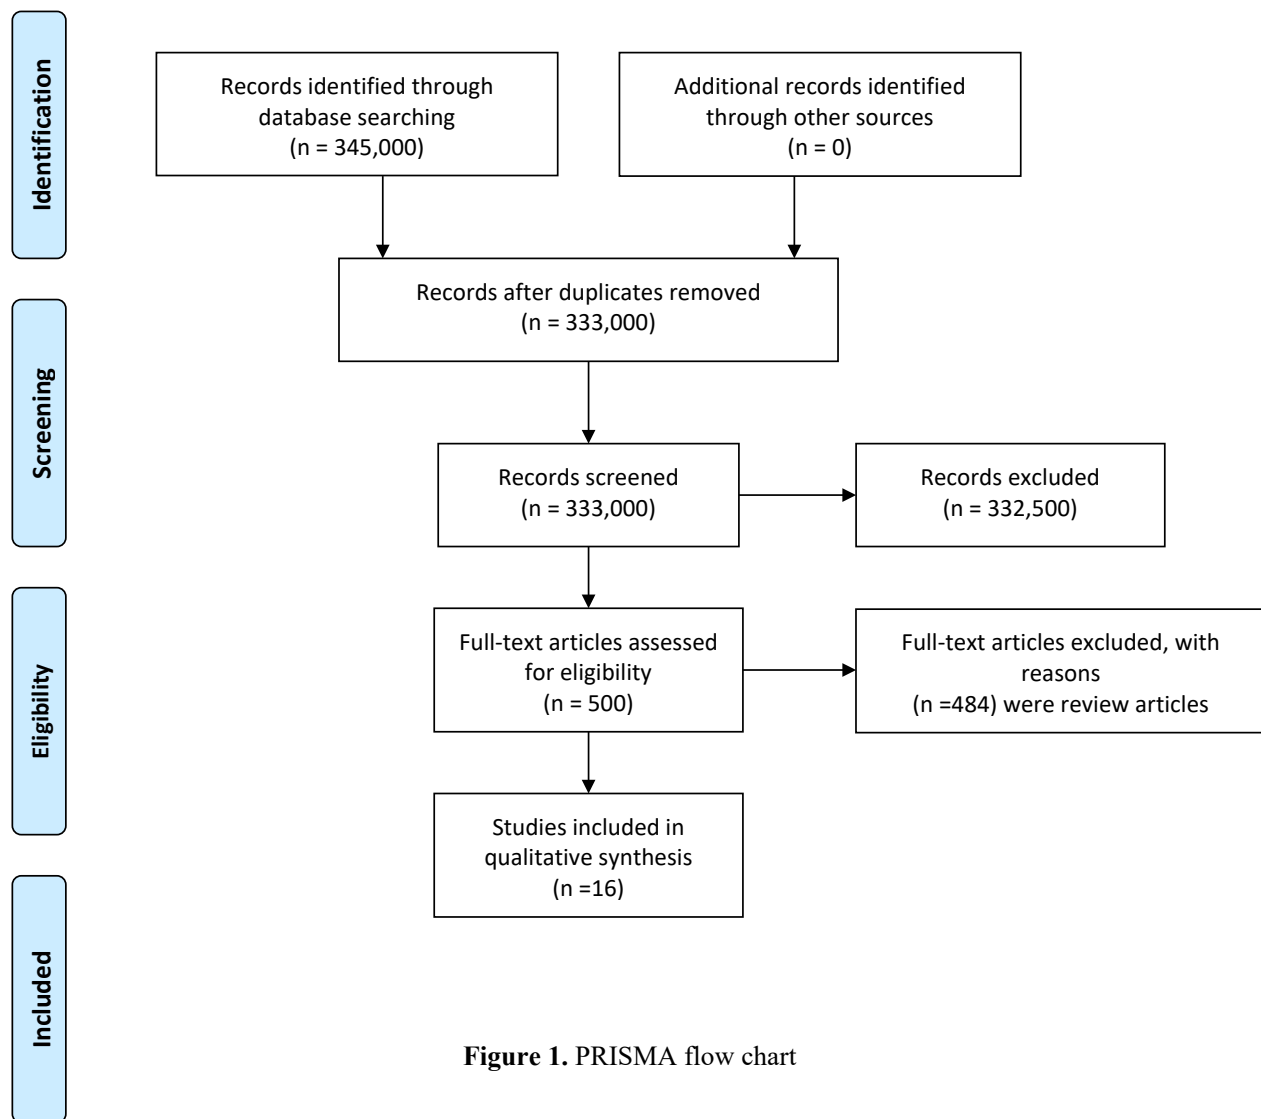 Identification
Records identified through
database searching
(n = 345,000)
Additional records identified
through other sources
(n = 0)
Records after duplicates removed
(n = 333,000)
Screening
Records screened
(n = 333,000)
Records excluded
(n = 332,500)
Eligibility
Full-text articles assessed
for eligibility
(n = 500)
Full-text articles excluded, with
reasons
(n =484) were review articles
Studies included in
qualitative synthesis
(n =16)
Included
Figure 1. PRISMA flow chart